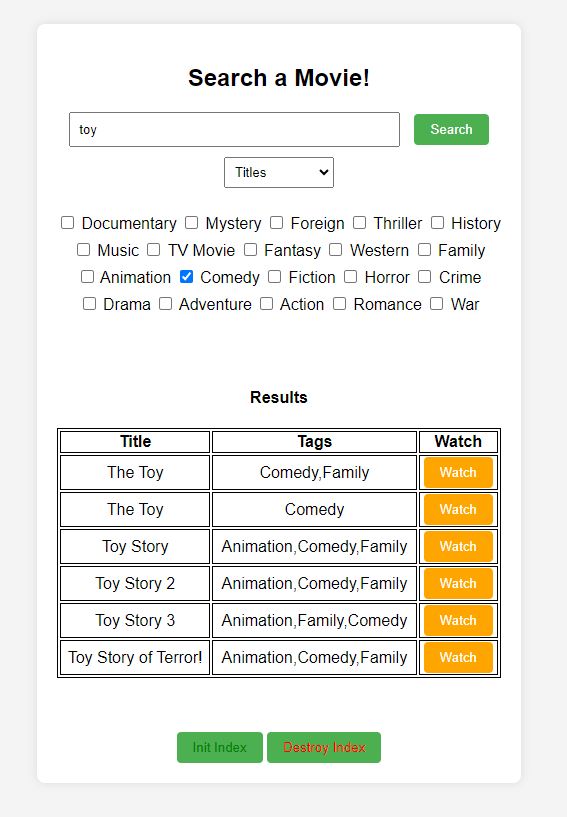 Search a Movie!
toy Search
Titles
Documentary Mystery Foreign Thriller History
Music TV Movie Fantasy Western Family
Animation Comedy Fiction Horror Crime
Drama Adventure Action Romance War
Results
Title Tags Watch
The Toy Comedy,Family Watch
The Toy Comedy Watch
Toy Story Animation,Comedy,Family Watch
Toy Story 2 Animation,Comedy,Family Watch
Toy Story 3 Animation,Family,Comedy Watch
Toy Story of Terror! Animation,Comedy,Family Watch
Init Index Destroy Index